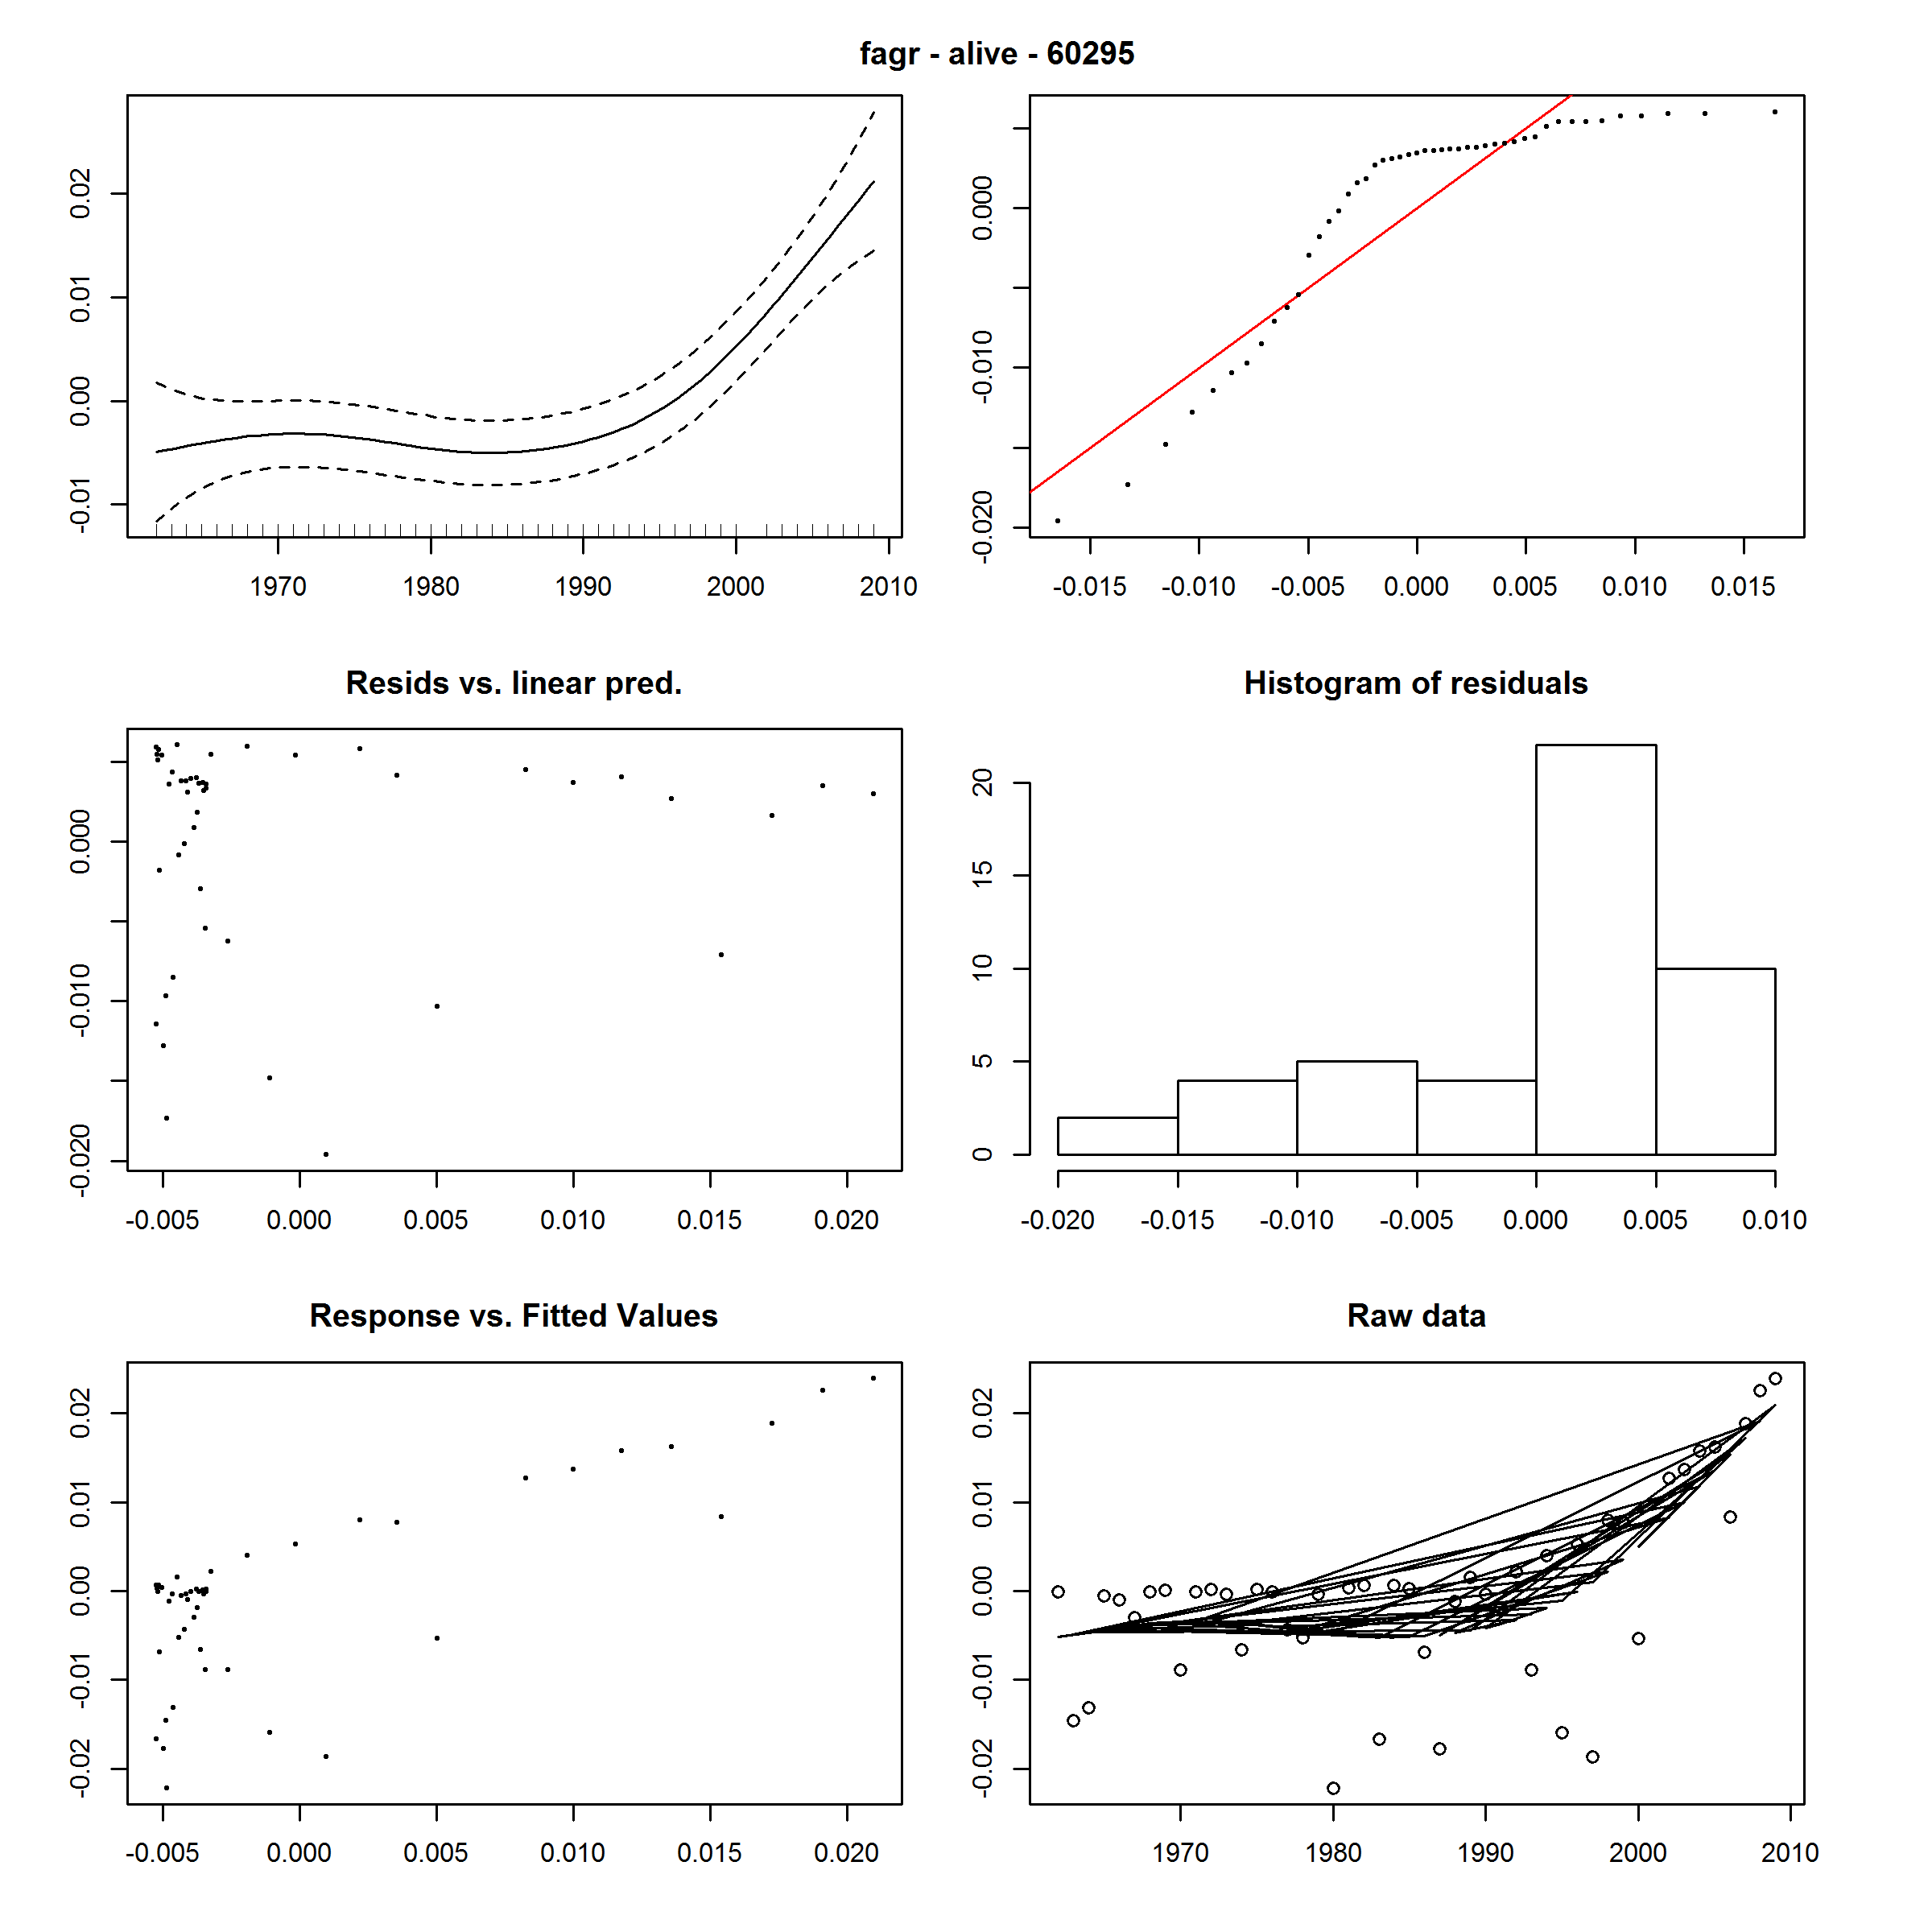 fagr - alive - 60295
0.02
0.01
0.00
-0.01
1970 1980 1990 2000 2010
0.000
-0.010
-0.020
-0.015 -0.010 -0.005 0.000 0.005 0.010 0.015
Resids vs. linear pred.
0.000
-0.010
-0.020
-0.005 0.000 0.005 0.010 0.015 0.020
Histogram of residuals
20
15
10
5
0
-0.020 -0.015 -0.010 -0.005 0.000 0.005 0.010
Response vs. Fitted Values
0.02
0.01
0.00
-0.01
-0.02
-0.005 0.000 0.005 0.010 0.015 0.020
Raw data
0.02
0.01
0.00
-0.01
-0.02
1970 1980 1990 2000 2010